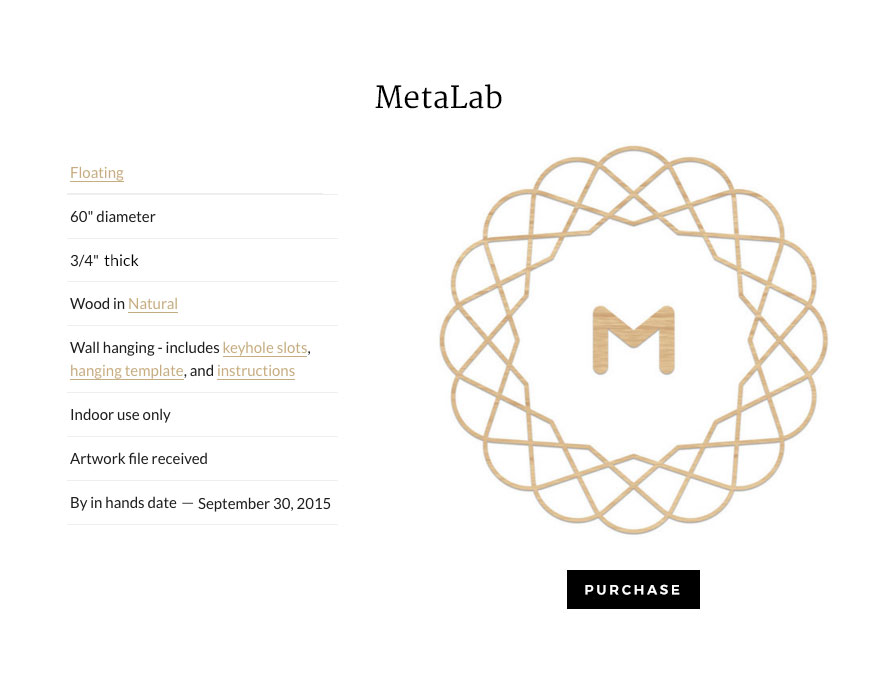 MetaLab
Floating
60" diameter
3/4" thick
Wood in Natural
Wall hanging - includes keyhole slots,
hanging template, and instructions
Indoor use only
Artwork file received
By in hands date — September 30, 2015
M
PURCHASE